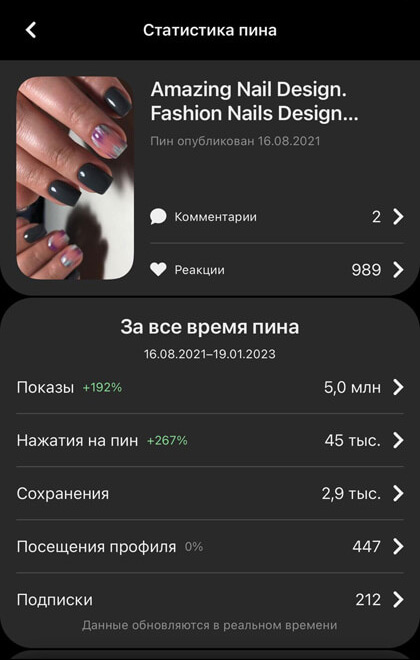 Статистика пина
Amazing Nail Design.
Fashion Nails Design...
Пин опубликован 16.08.2021
Комментарии 2
Реакции 989
За все время пина
16.08.2021–19.01.2023
Показы +192% 5,0 млн
Нажатия на пин +267% 45 тыс.
Сохранения 2,9 тыс.
Посещения профиля 0% 447
Подписки 212
Данные обновляются в реальном времени